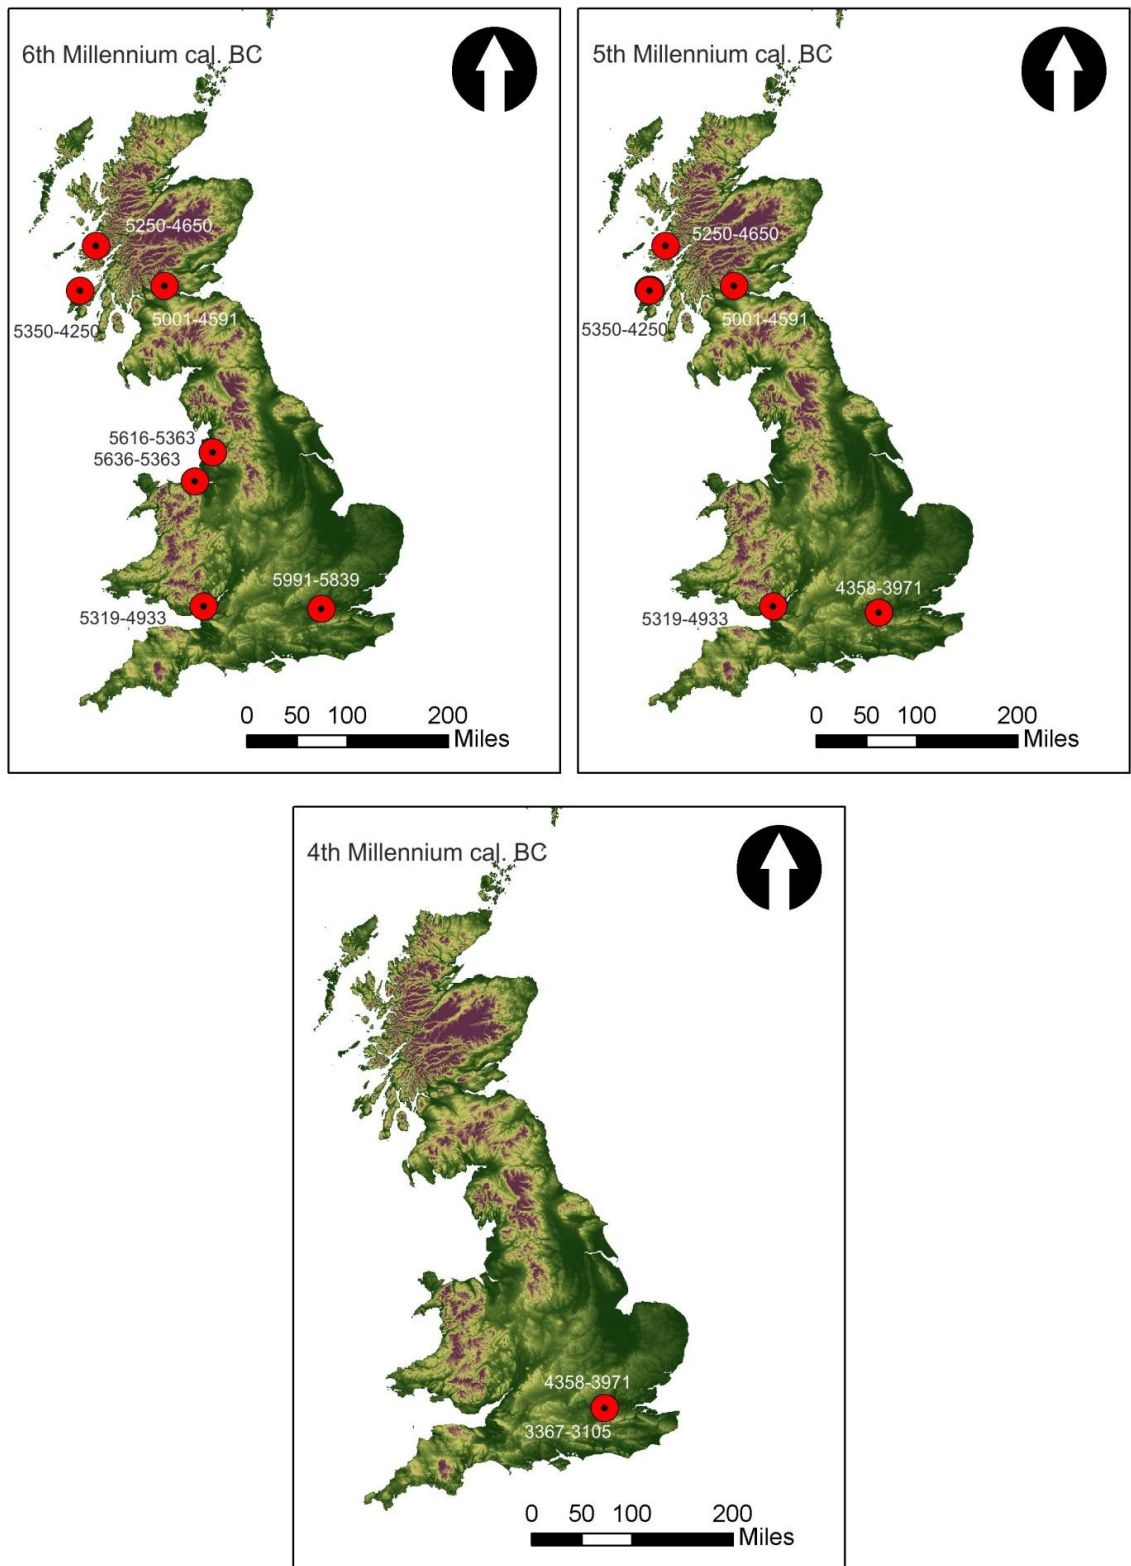 6th Millennium cal. BC
5250-4650
5350-4250
5001-4591
5616-5363
5636-5363
5991-5839
5319-4933
0 50 100 200
Miles
5th Millennium cal. BC
5250-4650
5350-4250
5001-4591
4358-3971
5319-4933
0 50 100 200
Miles
4th Millennium cal. BC
4358-3971
3367-3105
0 50 100 200
Miles